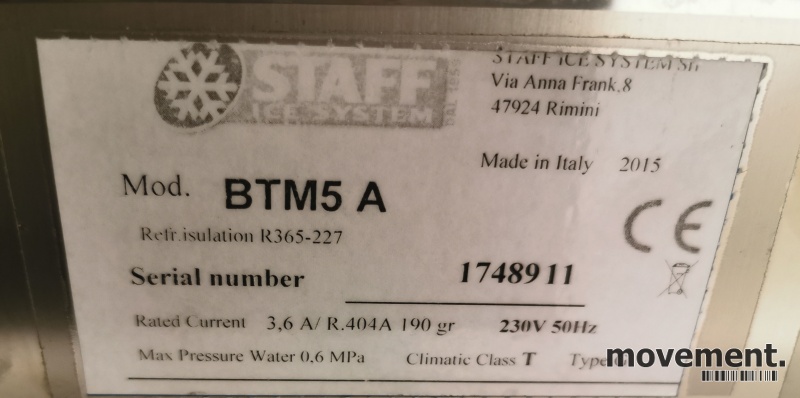 STAFF
ICE SYSTEM
STAFF ICE SYSTEM Srl
Via Anna Frank,8
47924 Rimini
Made in Italy 2015
Mod. BTM5 A
CE
Refr.isulation R365-227
Serial number 1748911
Rated Current 3,6 A/ R.404A 190 gr 230V 50Hz
Max Pressure Water 0,6 MPa Climatic Class T Type
movement.